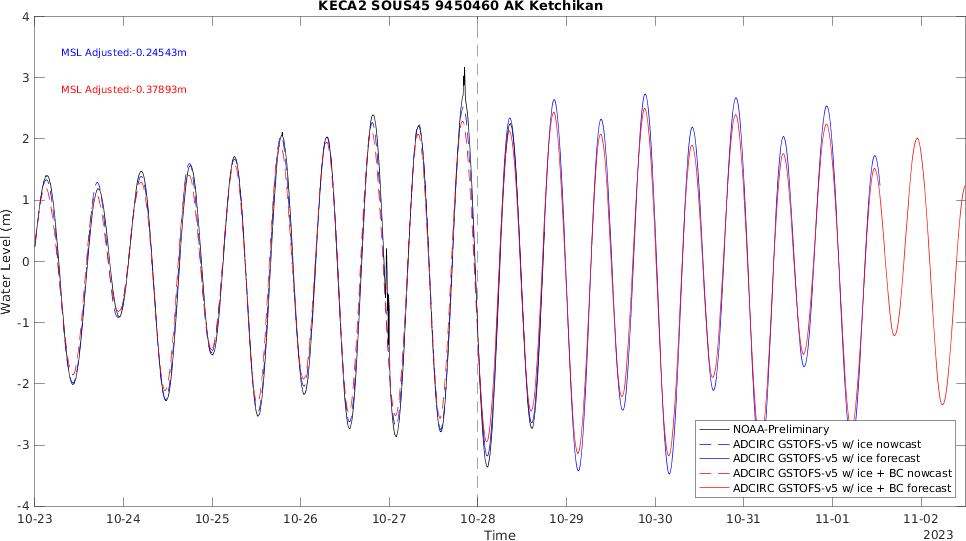 KECA2 SOUS45 9450460 AK Ketchikan
MSL Adjusted:-0.24543m
MSL Adjusted:-0.37893m
4
3
2
1
0
-1
-2
-3
-4
Water Level (m)
NOAA-Preliminary
ADCIRC GSTOFS-v5 w/ ice nowcast
ADCIRC GSTOFS-v5 w/ ice forecast
ADCIRC GSTOFS-v5 w/ ice + BC nowcast
ADCIRC GSTOFS-v5 w/ ice + BC forecast
10-23 10-24 10-25 10-26 10-27 10-28 10-29 10-30 10-31 11-01 11-02
Time
2023